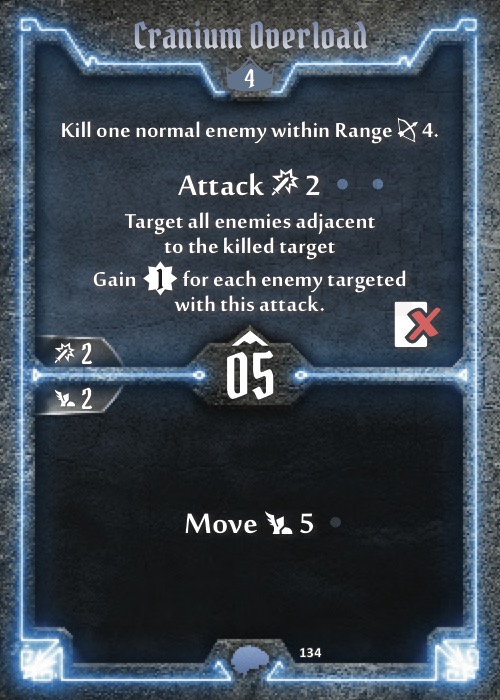 Cranium Overload
4
Kill one normal enemy within Range 4.
Attack 2
Target all enemies adjacent
to the killed target
Gain 1 for each enemy targeted
with this attack.
2
05
2
Move 5
134